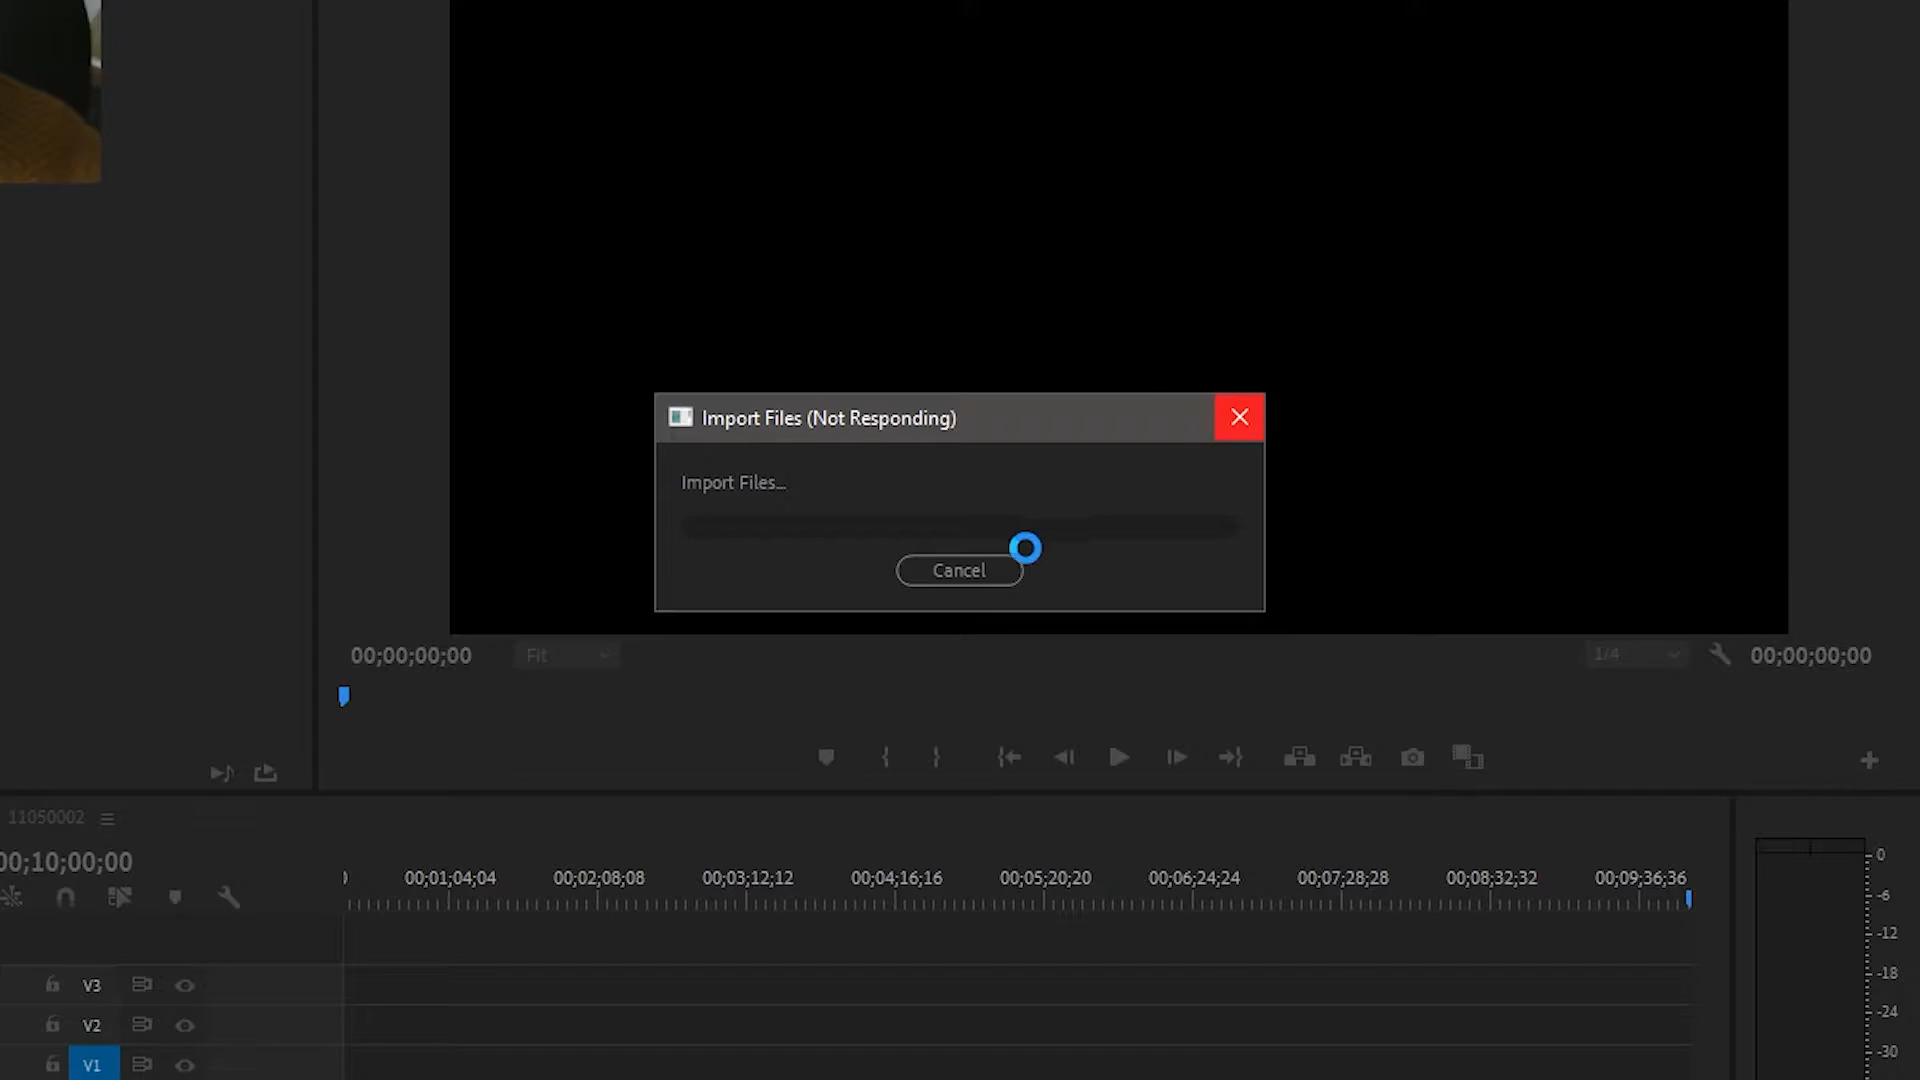 Import Files (Not Responding)
Import Files...
Cancel
00;00;00;00
Fit
1/4
00;00;00;00
11050002
00;10;00;00
00;01;04;04
00;02;08;08
00;03;12;12
00;04;16;16
00;05;20;20
00;06;24;24
00;07;28;28
00;08;32;32
00;09;36;36
0
-6
-12
-18
-24
-30
V3
V2
V1